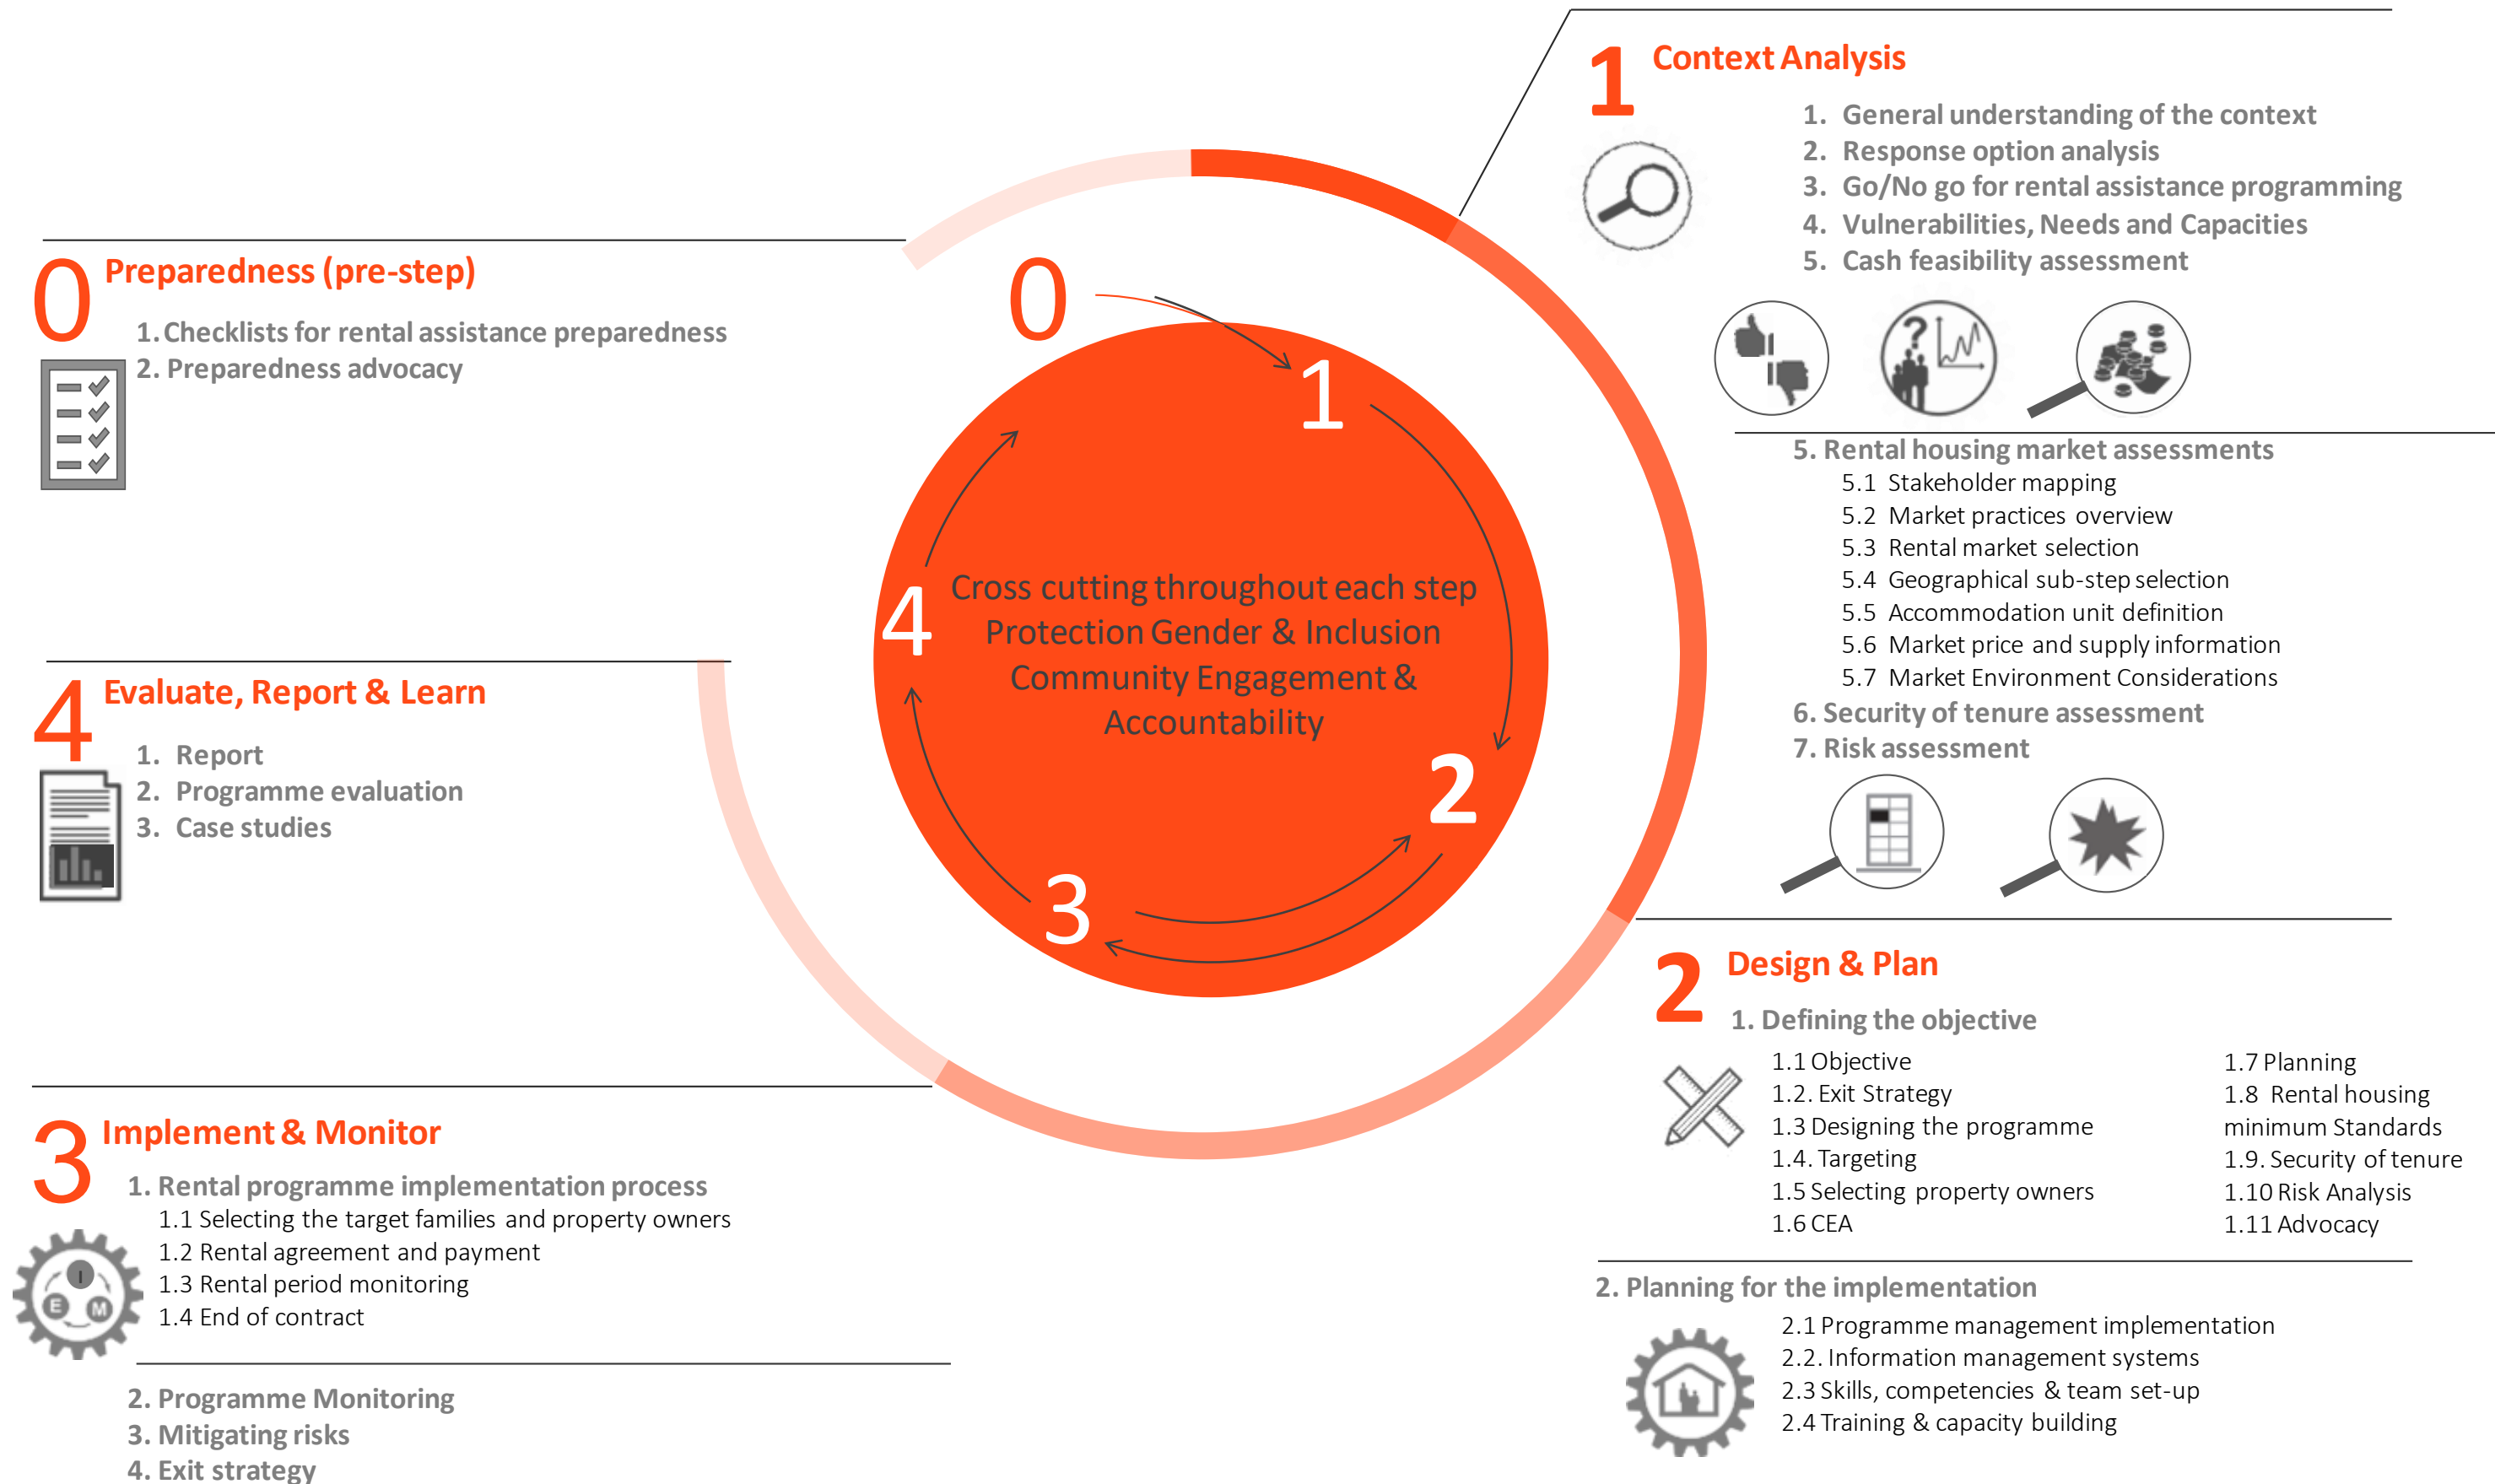 0
Preparedness (pre-step)
1. Checklists for rental assistance preparedness
2. Preparedness advocacy
1
Context Analysis
1. General understanding of the context
2. Response option analysis
3. Go/No go for rental assistance programming
4. Vulnerabilities, Needs and Capacities
5. Cash feasibility assessment
?
5. Rental housing market assessments
5.1 Stakeholder mapping
5.2 Market practices overview
5.3 Rental market selection
5.4 Geographical sub-step selection
5.5 Accommodation unit definition
5.6 Market price and supply information
5.7 Market Environment Considerations
6. Security of tenure assessment
7. Risk assessment
2
Design & Plan
1. Defining the objective
1.1 Objective
1.2. Exit Strategy
1.3 Designing the programme
1.4. Targeting
1.5 Selecting property owners
1.6 CEA
1.7 Planning
1.8 Rental housing
minimum Standards
1.9. Security of tenure
1.10 Risk Analysis
1.11 Advocacy
2. Planning for the implementation
2.1 Programme management implementation
2.2. Information management systems
2.3 Skills, competencies & team set-up
2.4 Training & capacity building
3
Implement & Monitor
1. Rental programme implementation process
1.1 Selecting the target families and property owners
1.2 Rental agreement and payment
1.3 Rental period monitoring
1.4 End of contract
I
E
M
2. Programme Monitoring
3. Mitigating risks
4. Exit strategy
4
Evaluate, Report & Learn
1. Report
2. Programme evaluation
3. Case studies
0
1
2
3
4
Cross cutting throughout each step
Protection Gender & Inclusion
Community Engagement &
Accountability